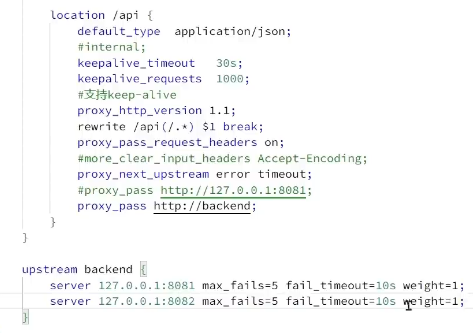 location /api {
default_type  application/json;
#internal;
keepalive_timeout   30s;
keepalive_requests  1000;
#支持keep-alive
proxy_http_version 1.1;
rewrite /api(/.*) $1 break;
proxy_pass_request_headers on;
#more_clear_input_headers Accept-Encoding;
proxy_next_upstream error timeout;
#proxy_pass http://127.0.0.1:8081;
proxy_pass http://backend;
}
}
upstream backend {
server 127.0.0.1:8081 max_fails=5 fail_timeout=10s weight=1;
server 127.0.0.1:8082 max_fails=5 fail_timeout=10s weight=1;
}